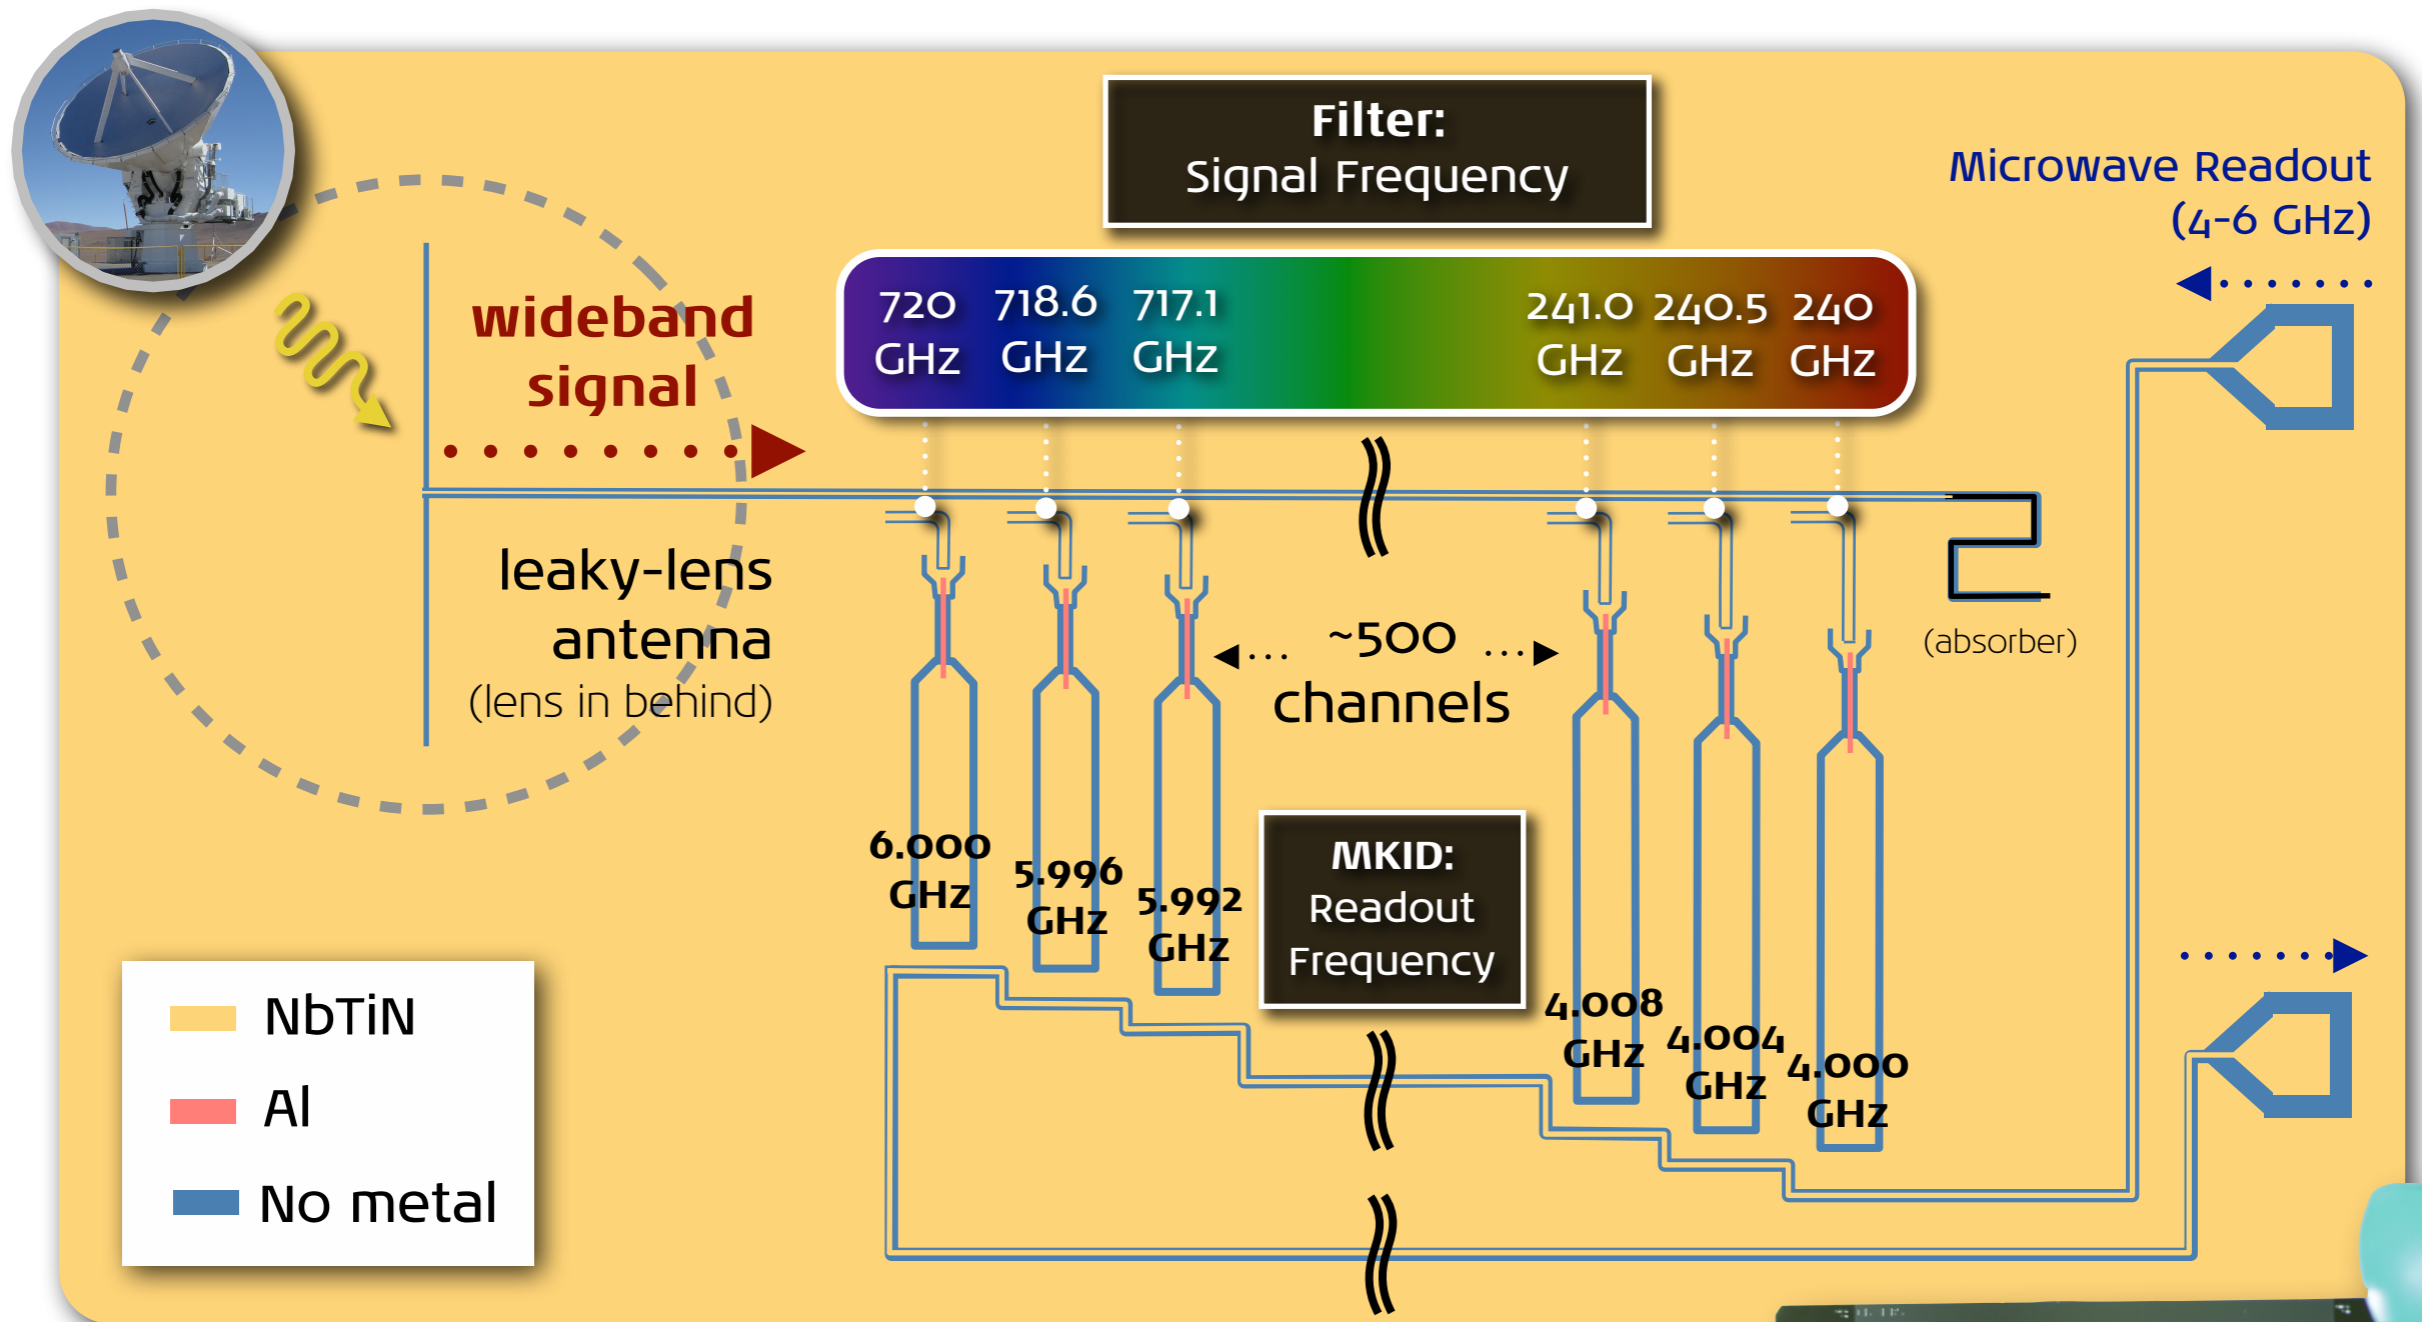 Filter:
Signal Frequency
Microwave Readout
(4-6 GHz)
wideband
signal
720
GHz
718.6
GHz
717.1
GHz
241.0
GHz
240.5
GHz
240
GHz
leaky-lens
antenna
(lens in behind)
~500
channels
(absorber)
6.000
GHz
5.996
GHz
5.992
GHz
MKID:
Readout
Frequency
4.008
GHz
4.004
GHz
4.000
GHz
NbTiN
Al
No metal